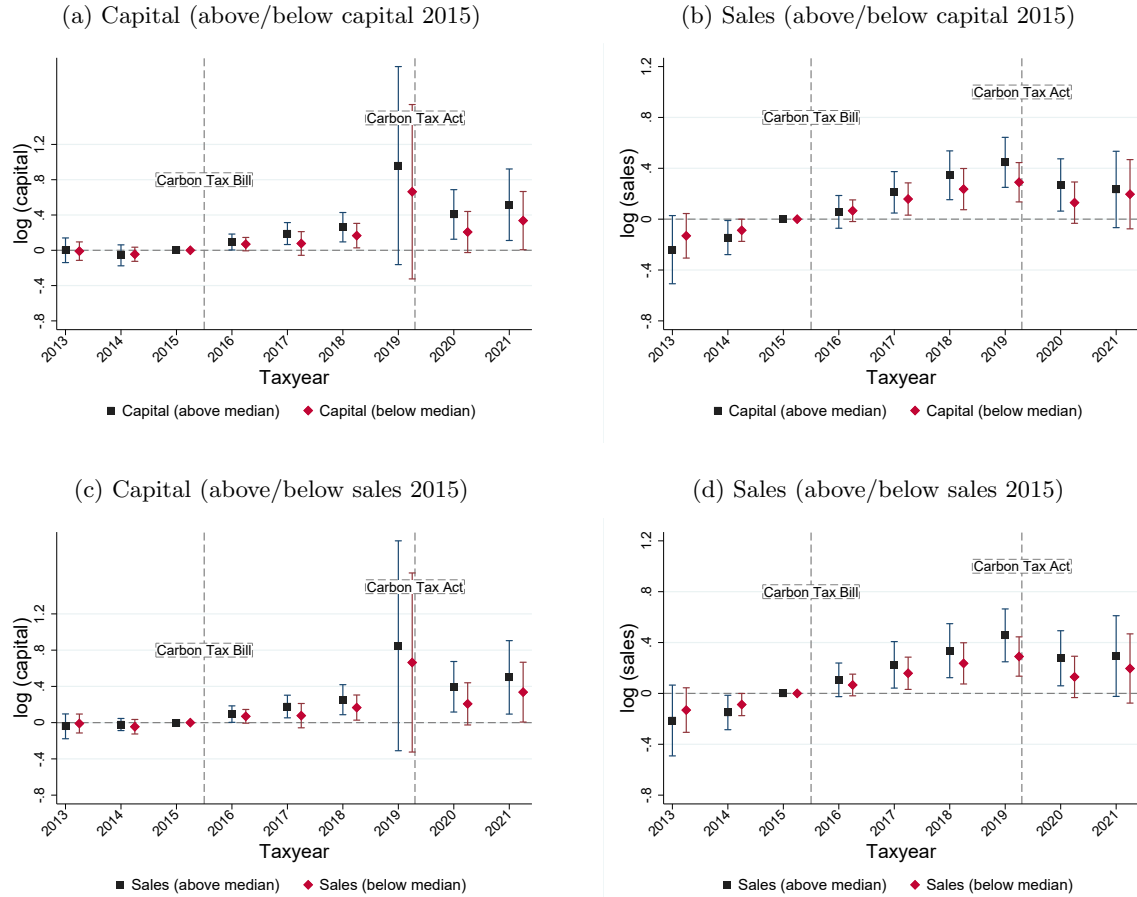 (a) Capital (above/below capital 2015)
log (capital)
1.2
.8
.4
0
-.4
-.8
Carbon Tax Bill
Carbon Tax Act
2013 2014 2015 2016 2017 2018 2019 2020 2021
Taxyear
Capital (above median) Capital (below median)
(b) Sales (above/below capital 2015)
log (sales)
1.2
.8
.4
0
-.4
-.8
Carbon Tax Act
Carbon Tax Bill
2013 2014 2015 2016 2017 2018 2019 2020 2021
Taxyear
Capital (above median) Capital (below median)
(c) Capital (above/below sales 2015)
log (capital)
1.2
.8
.4
0
-.4
-.8
Carbon Tax Act
Carbon Tax Bill
2013 2014 2015 2016 2017 2018 2019 2020 2021
Taxyear
Sales (above median) Sales (below median)
(d) Sales (above/below sales 2015)
log (sales)
1.2
.8
.4
0
-.4
-.8
Carbon Tax Act
Carbon Tax Bill
2013 2014 2015 2016 2017 2018 2019 2020 2021
Taxyear
Sales (above median) Sales (below median)